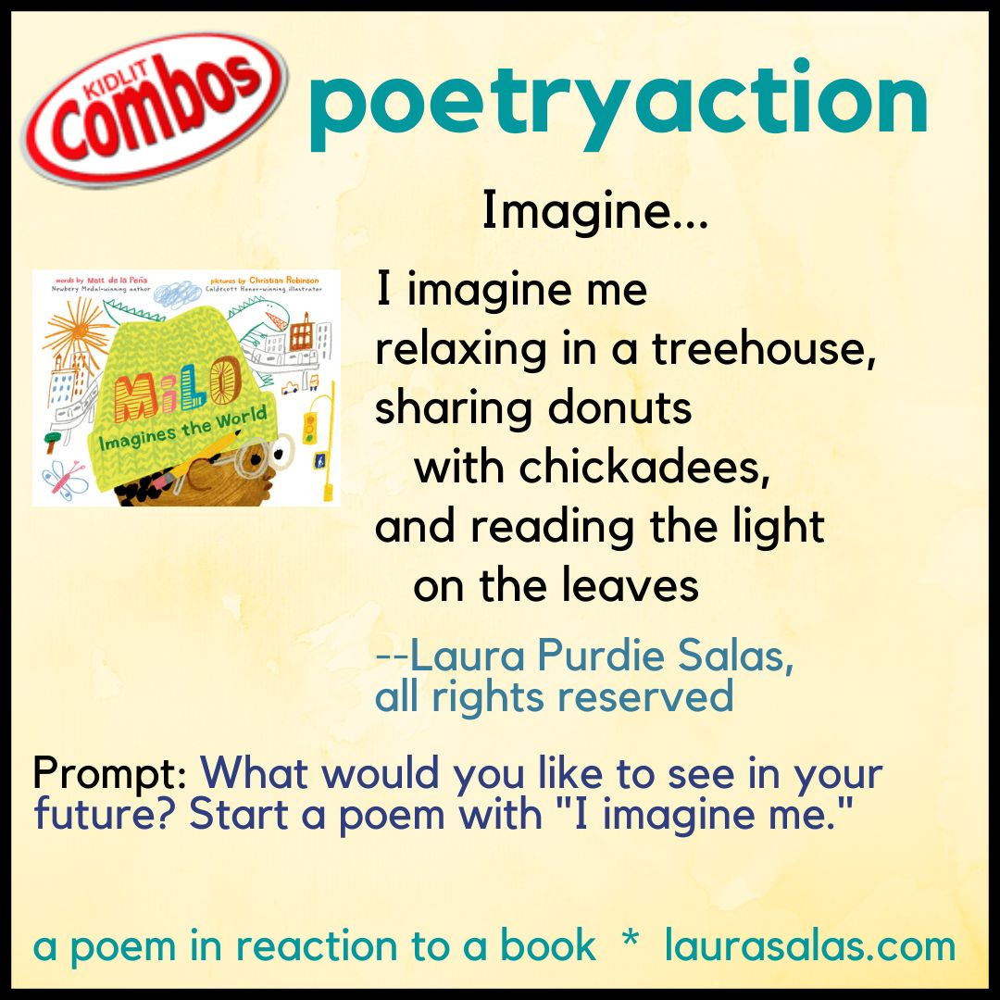 KIDLIT
Combos
poetryaction
Imagine...
words by Matt de la Peña
Newbery Medal-winning author
pictures by Christian Robinson
Caldecott Honor-winning illustrator
MiLO
Imagines the World
I imagine me
relaxing in a treehouse,
sharing donuts
with chickadees,
and reading the light
on the leaves
--Laura Purdie Salas,
all rights reserved
Prompt: What would you like to see in your
future? Start a poem with "I imagine me."
a poem in reaction to a book * laurasalas.com